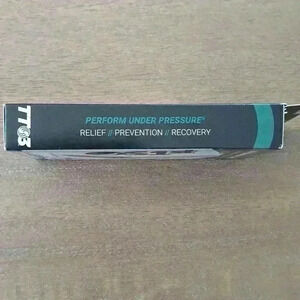 PERFORM UNDER PRESSURE®
RELIEF // PREVENTION // RECOVERY